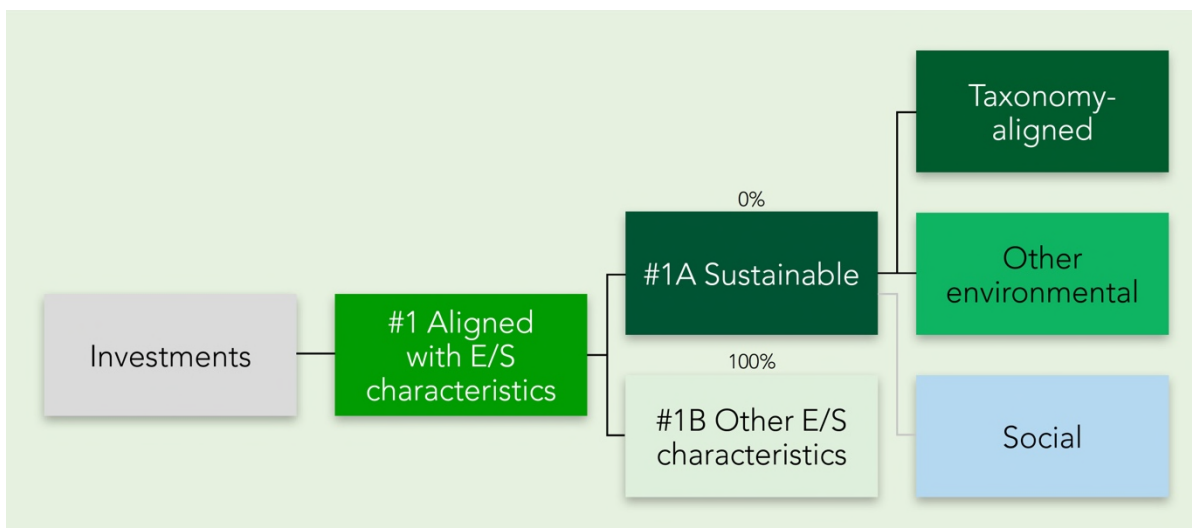 Investments
#1 Aligned
with E/S
characteristics
0%
#1A Sustainable
100%
#1B Other E/S
characteristics
Taxonomy-
aligned
Other
environmental
Social